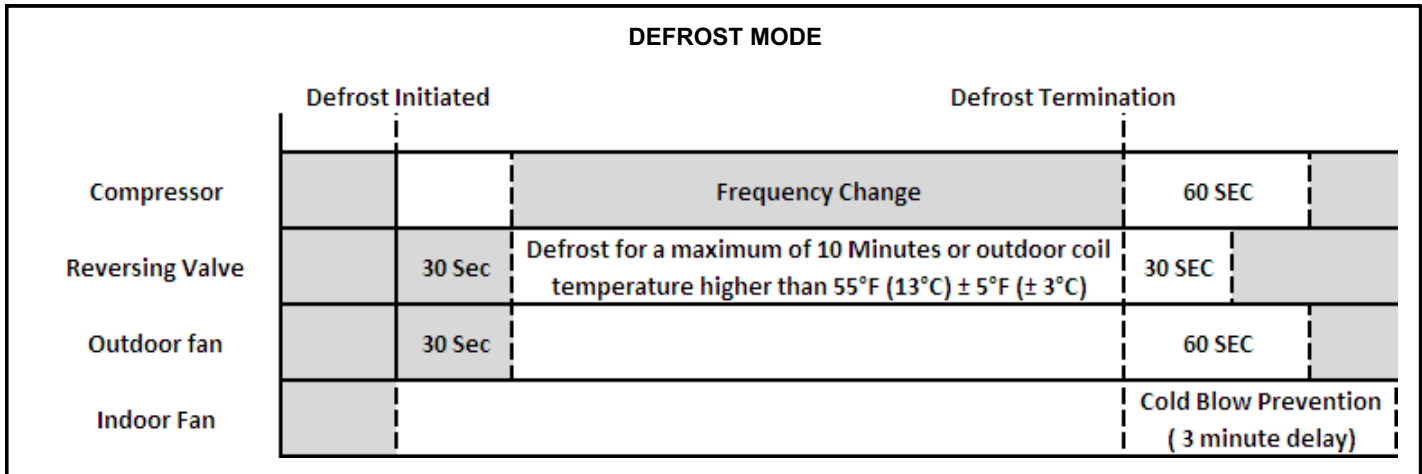 DEFROST MODE
Defrost Initiated
Defrost Termination
Compressor
Frequency Change
60 SEC
Reversing Valve
30 Sec
Defrost for a maximum of 10 Minutes or outdoor coil
temperature higher than 55°F (13°C) ± 5°F (± 3°C)
30 SEC
Outdoor fan
30 Sec
60 SEC
Indoor Fan
Cold Blow Prevention
( 3 minute delay)